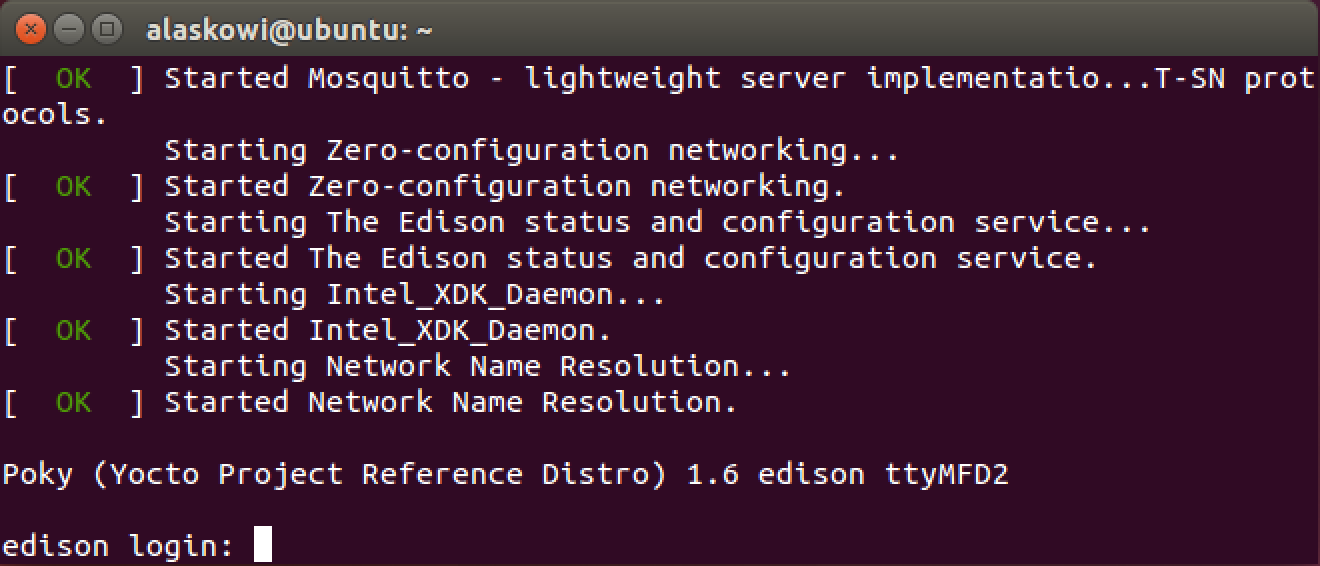 alaskowi@ubuntu: ~
[  OK  ] Started Mosquitto - lightweight server implementatio...T-SN prot
ocols.
         Starting Zero-configuration networking...
[  OK  ] Started Zero-configuration networking.
         Starting The Edison status and configuration service...
[  OK  ] Started The Edison status and configuration service.
         Starting Intel_XDK_Daemon...
[  OK  ] Started Intel_XDK_Daemon.
         Starting Network Name Resolution...
[  OK  ] Started Network Name Resolution.
Poky (Yocto Project Reference Distro) 1.6 edison ttyMFD2
edison login: